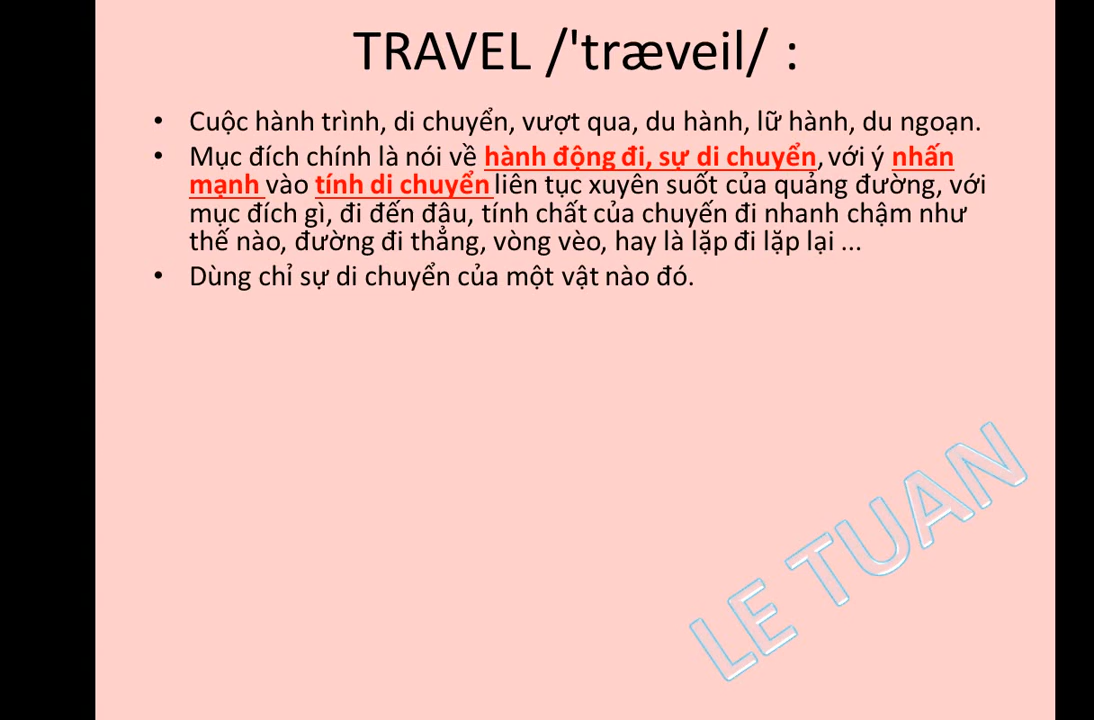 TRAVEL /'træveil/ :
• Cuộc hành trình, di chuyển, vượt qua, du hành, lữ hành, du ngoạn.
• Mục đích chính là nói về hành động đi, sự di chuyển, với ý nhấn
mạnh vào tính di chuyển liên tục xuyên suốt của quảng đường, với
mục đích gì, đi đến đậu, tính chất của chuyến đi nhanh chậm như
thế nào, đường đi thẳng, vòng vèo, hay là lặp đi lặp lại ...
• Dùng chỉ sự di chuyển của một vật nào đó.
LE TUAN